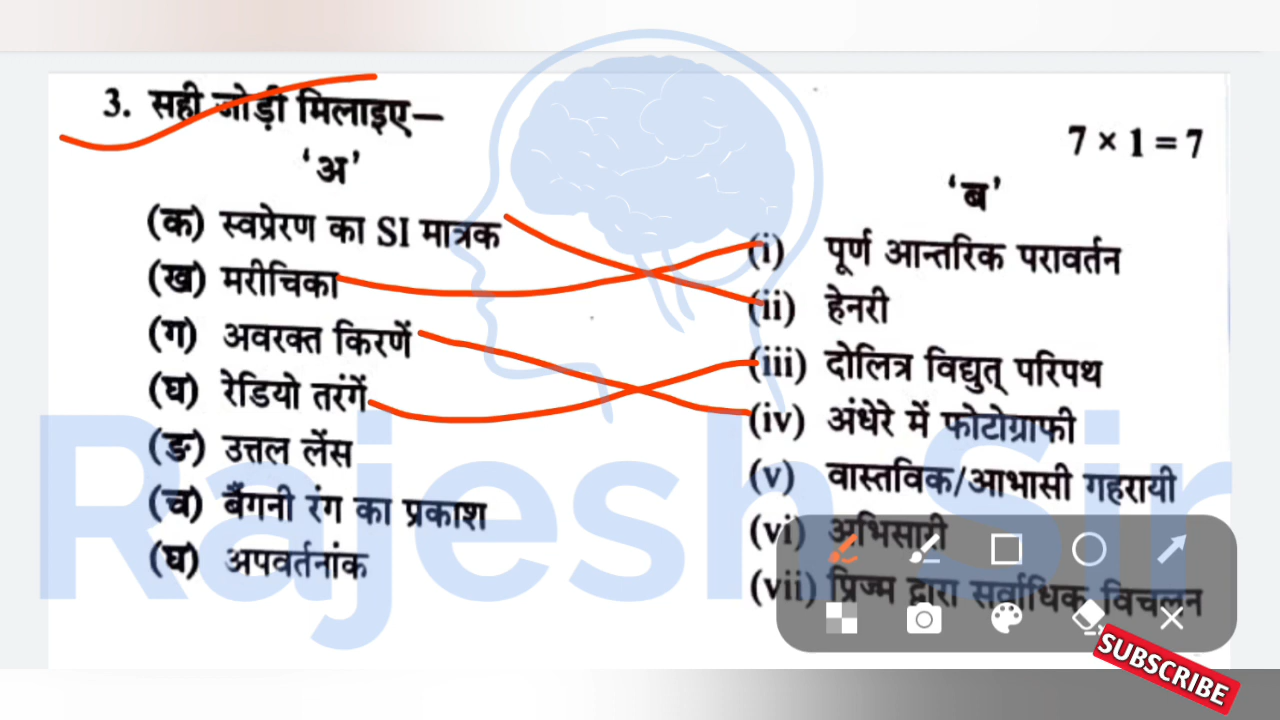 3. सही जोड़ी मिलाइए–
7 × 1 = 7
'अ'
'ब'
(क) स्वप्रेरण का SI मात्रक
(ख) मरीचिका
(ग) अवरक्त किरणें
(घ) रेडियो तरंगें
(ङ) उत्तल लेंस
(च) बैंगनी रंग का प्रकाश
(घ) अपवर्तनांक
(i) पूर्ण आन्तरिक परावर्तन
(ii) हेनरी
(iii) दोलित्र विद्युत् परिपथ
(iv) अंधेरे में फोटोग्राफी
(v) वास्तविक/आभासी गहरायी
(vi) अभिसारी
(vii) प्रिज्म द्वारा सर्वाधिक विचलन
Rajesh Sir
SUBSCRIBE